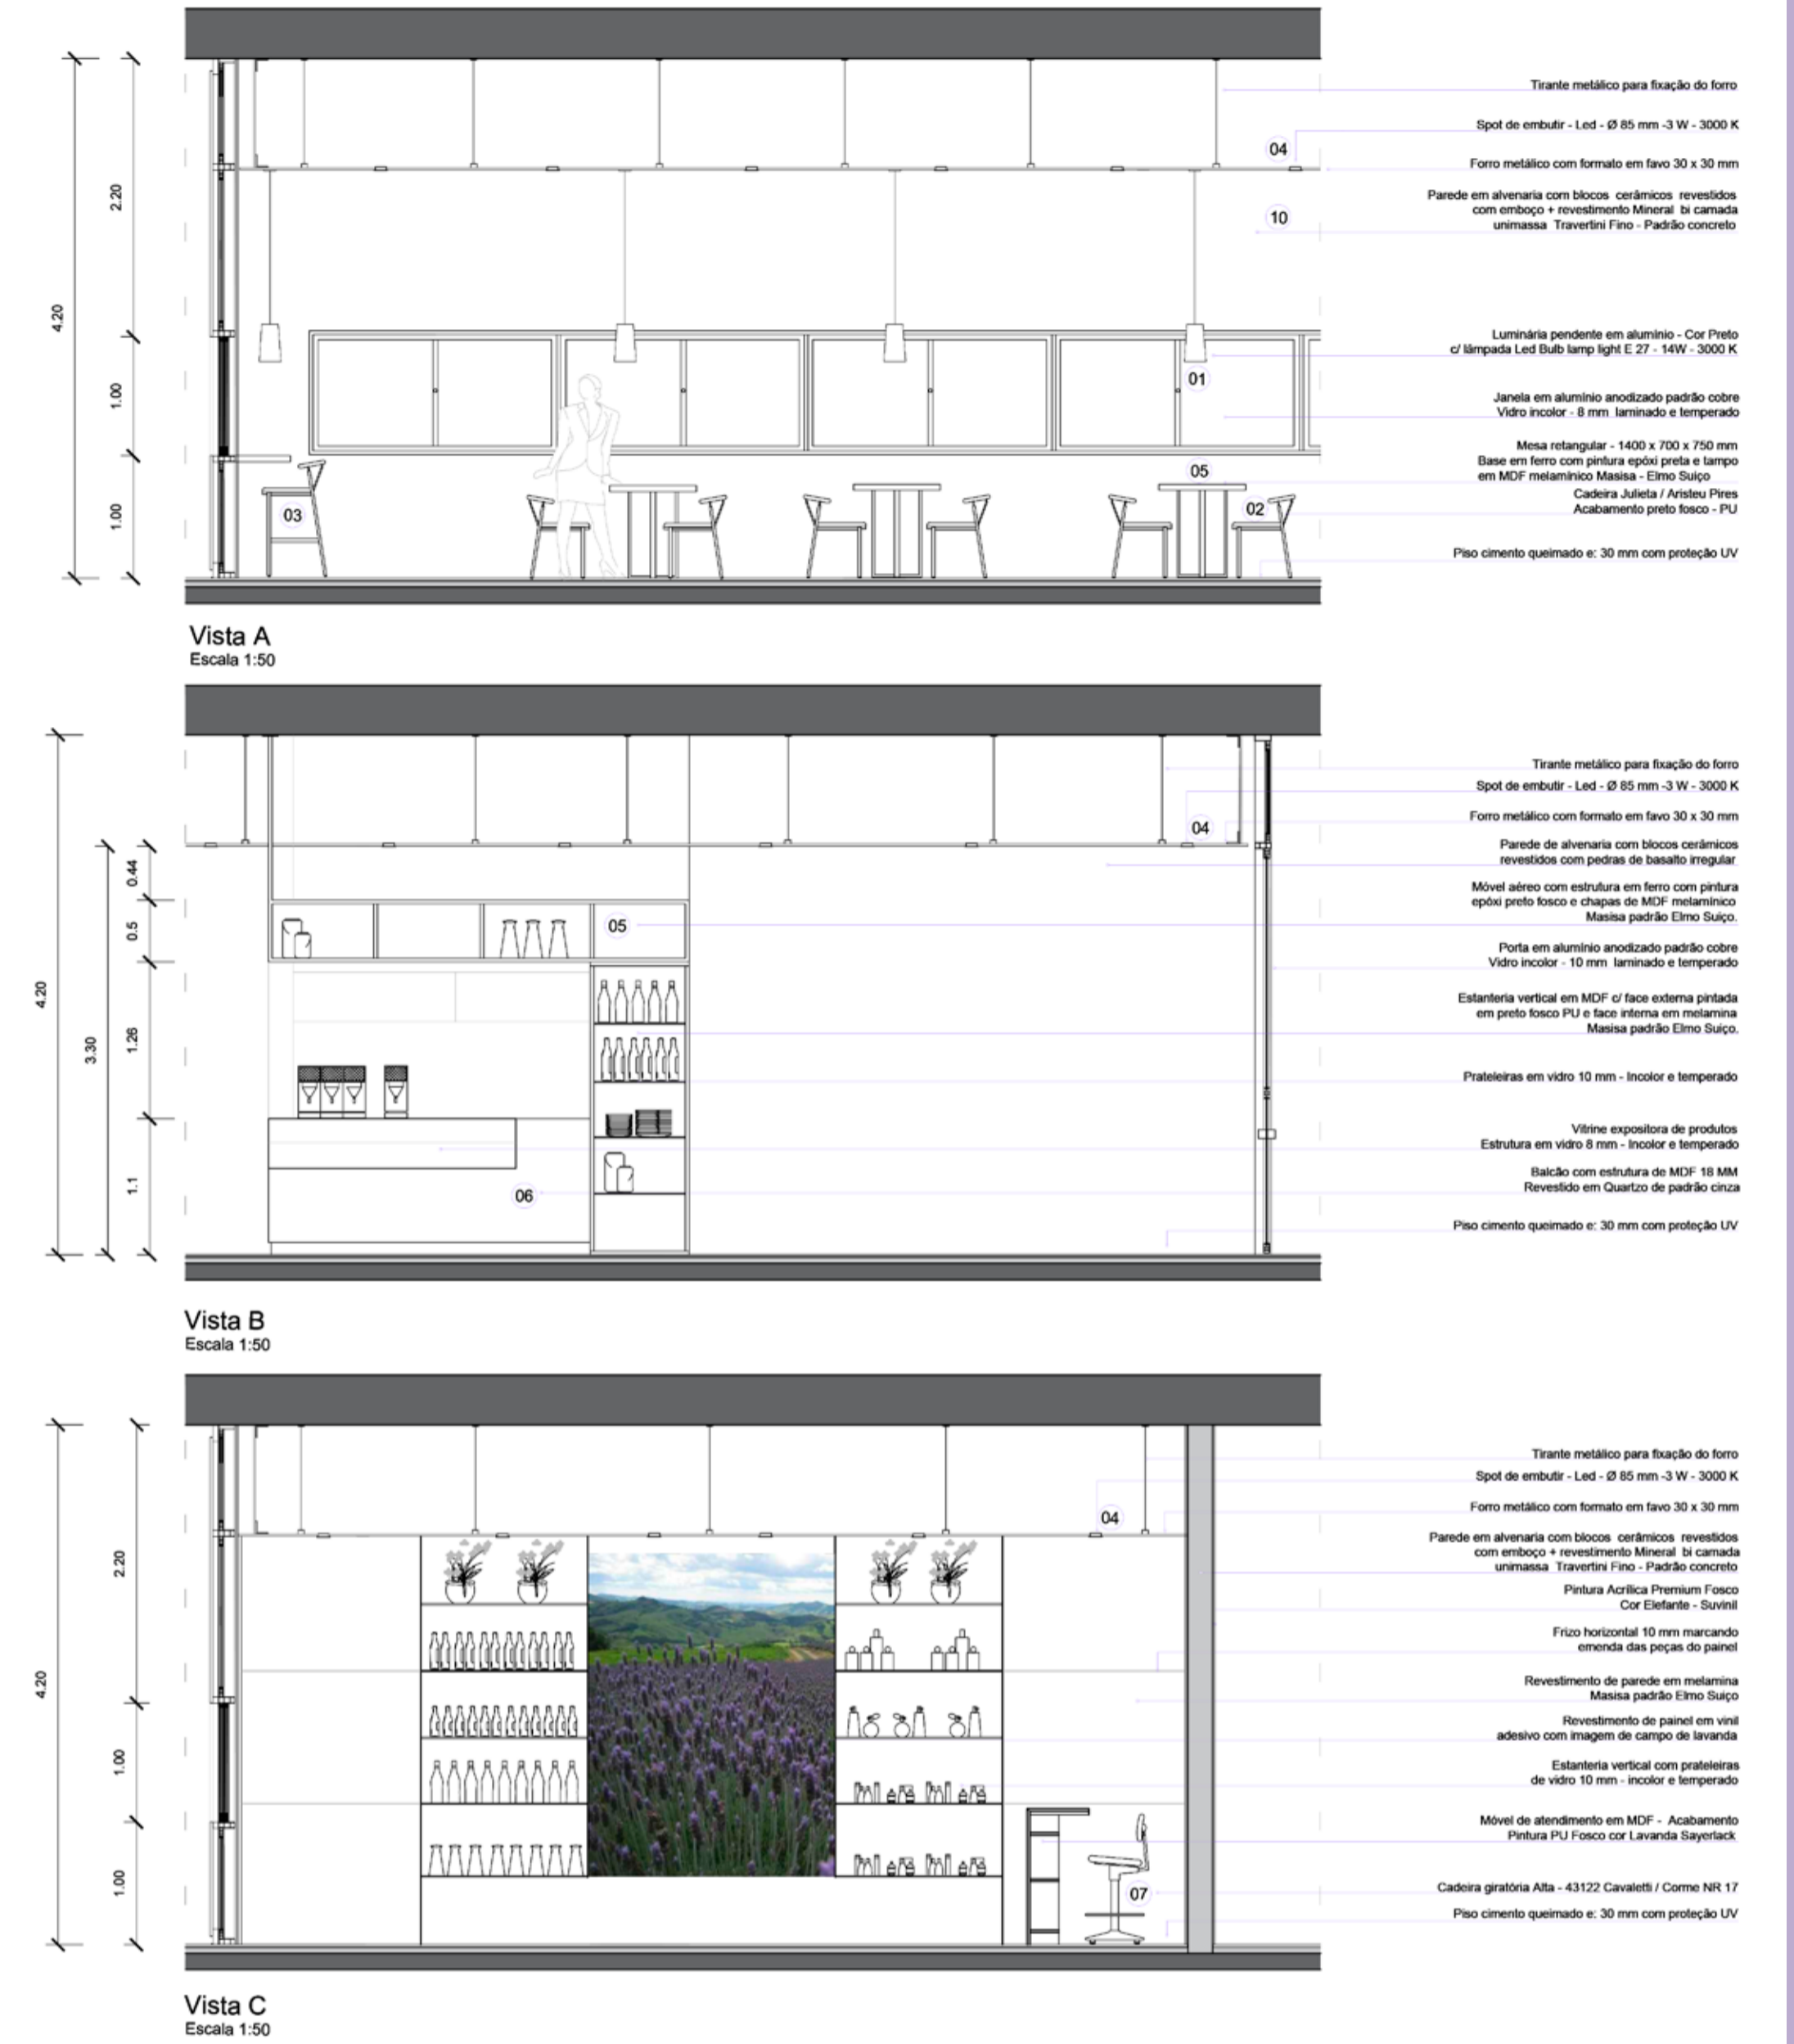 Tirante metálico para fixação do forro
Spot de embutir - Led - Ø 85 mm -3 W - 3000 K
04
Forro metálico com formato em favo 30 x 30 mm
Parede em alvenaria com blocos cerâmicos revestidos
com emboço + revestimento Mineral bi camada
unimassa Travertini Fino - Padrão concreto
10
2.20
4.20
Luminária pendente em alumínio - Cor Preto
c/ lâmpada Led Bulb lamp light E 27 - 14W - 3000 K
01
1.00
Janela em alumínio anodizado padrão cobre
Vidro incolor - 8 mm laminado e temperado
Mesa retangular - 1400 x 700 x 750 mm
Base em ferro com pintura epóxi preta e tampo
em MDF melamínico Masisa - Elmo Suiço
05
Cadeira Julieta / Aristeu Pires
Acabamento preto fosco - PU
02
03
1.00
Piso cimento queimado e: 30 mm com proteção UV
Vista A
Escala 1:50
Tirante metálico para fixação do forro
Spot de embutir - Led - Ø 85 mm -3 W - 3000 K
Forro metálico com formato em favo 30 x 30 mm
04
Parede de alvenaria com blocos cerâmicos
revestidos com pedras de basalto irregular
0.44
Móvel aéreo com estrutura em ferro com pintura
epóxi preto fosco e chapas de MDF melamínico
Masisa padrão Elmo Suiço.
05
0.5
Porta em alumínio anodizado padrão cobre
Vidro incolor - 10 mm laminado e temperado
4.20
3.30
1.26
Estanteria vertical em MDF c/ face externa pintada
em preto fosco PU e face interna em melamina
Masisa padrão Elmo Suiço.
Prateleiras em vidro 10 mm - Incolor e temperado
Vitrine expositora de produtos
Estrutura em vidro 8 mm - Incolor e temperado
1.1
Balcão com estrutura de MDF 18 MM
Revestido em Quartzo de padrão cinza
06
Piso cimento queimado e: 30 mm com proteção UV
Vista B
Escala 1:50
Tirante metálico para fixação do forro
Spot de embutir - Led - Ø 85 mm -3 W - 3000 K
Forro metálico com formato em favo 30 x 30 mm
04
Parede em alvenaria com blocos cerâmicos revestidos
com emboço + revestimento Mineral bi camada
unimassa Travertini Fino - Padrão concreto
2.20
Pintura Acrílica Premium Fosco
Cor Elefante - Suvinil
Frizo horizontal 10 mm marcando
emenda das peças do painel
4.20
Revestimento de parede em melamina
Masisa padrão Elmo Suiço
Revestimento de painel em vinil
adesivo com imagem de campo de lavanda
1.00
Estanteria vertical com prateleiras
de vidro 10 mm - incolor e temperado
Móvel de atendimento em MDF - Acabamento
Pintura PU Fosco cor Lavanda Sayerlack
1.00
Cadeira giratória Alta - 43122 Cavaletti / Corme NR 17
07
Piso cimento queimado e: 30 mm com proteção UV
Vista C
Escala 1:50